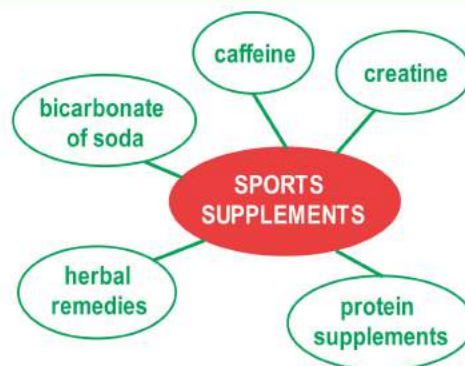 caffeine
creatine
bicarbonate
of soda
SPORTS
SUPPLEMENTS
herbal
remedies
protein
supplements